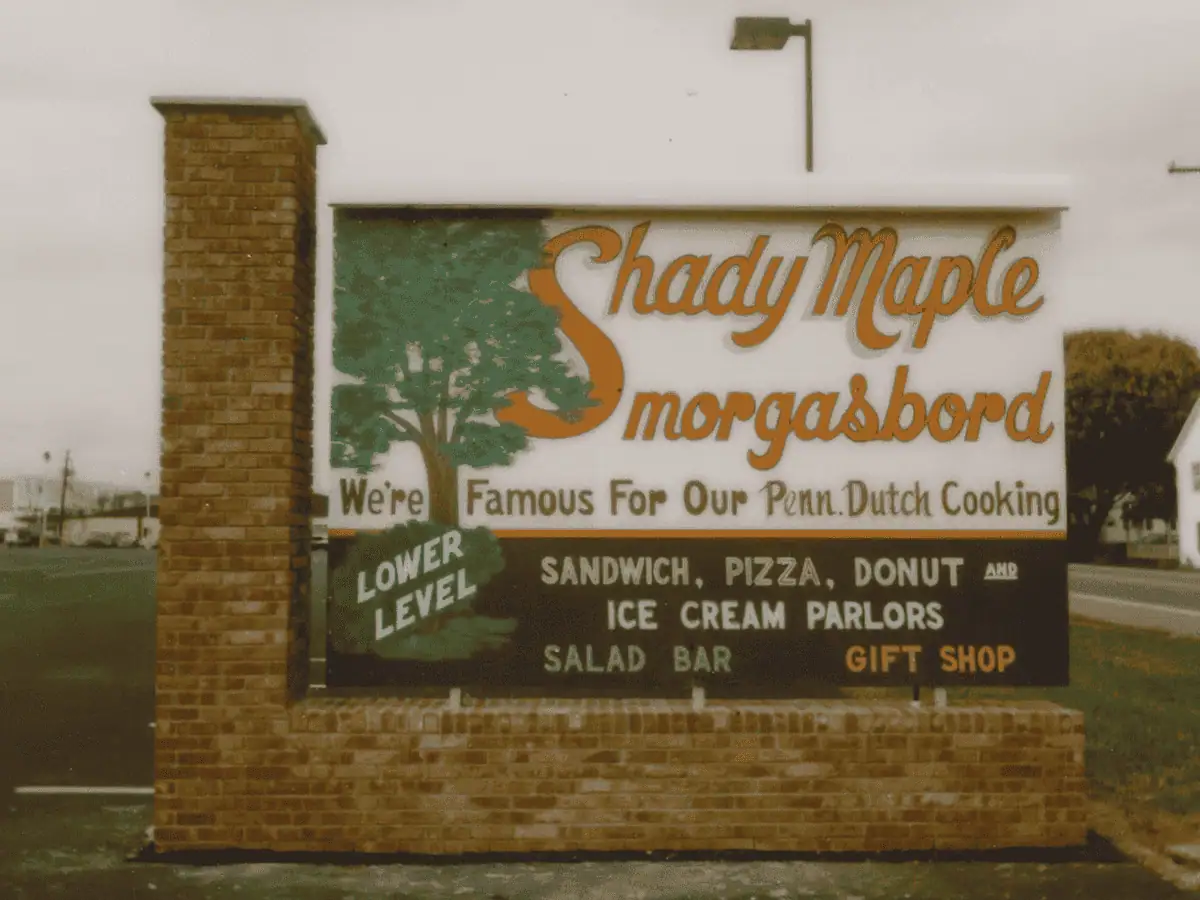 Shady Maple
Smorgasbord
We're Famous For Our Penn. Dutch Cooking
LOWER
LEVEL
SANDWICH, PIZZA, DONUT AND
ICE CREAM PARLORS
SALAD BAR GIFT SHOP